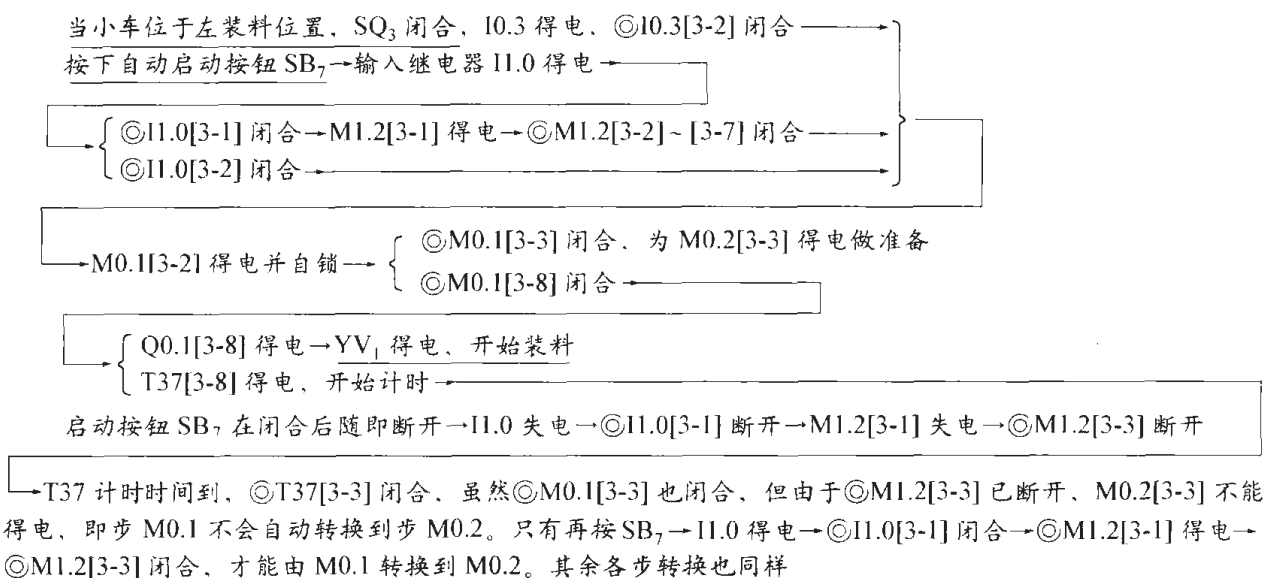 当小车位于左装料位置，SQ₃ 闭合，I0.3 得电，◎I0.3[3-2] 闭合→
按下自动启动按钮 SB₇→输入继电器 I1.0 得电→
◎I1.0[3-1] 闭合→M1.2[3-1] 得电→◎M1.2[3-2]~[3-7] 闭合→
◎I1.0[3-2] 闭合→
◎M0.1[3-3] 闭合、为 M0.2[3-3] 得电做准备
→M0.1[3-2] 得电并自锁→
◎M0.1[3-8] 闭合→
Q0.1[3-8] 得电→YV₁ 得电、开始装料
T37[3-8] 得电、开始计时→
启动按钮 SB₇ 在闭合后随即断开→I1.0 失电→◎I1.0[3-1] 断开→M1.2[3-1] 失电→◎M1.2[3-3] 断开
→T37 计时时间到，◎T37[3-3] 闭合、虽然◎M0.1[3-3] 也闭合、但由于◎M1.2[3-3] 已断开、M0.2[3-3] 不能
得电，即步 M0.1 不会自动转换到步 M0.2。只有再按 SB₇→I1.0 得电→◎I1.0[3-1] 闭合→◎M1.2[3-1] 得电→
◎M1.2[3-3] 闭合、才能由 M0.1 转换到 M0.2。其余各步转换也同样